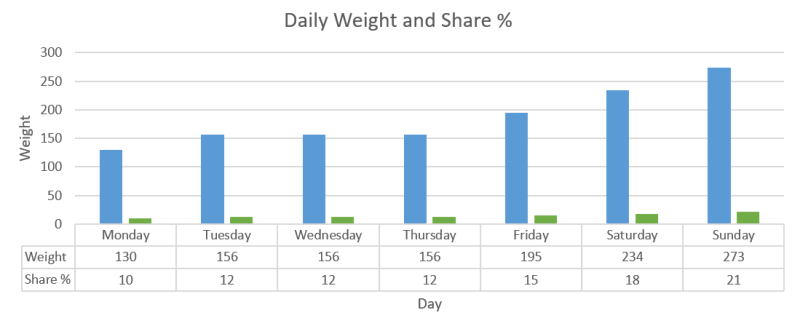 Daily Weight and Share %
300
250
200
150
100
50
0
Weight
Monday Tuesday Wednesday Thursday Friday Saturday Sunday
Weight 130 156 156 156 195 234 273
Share % 10 12 12 12 15 18 21
Day